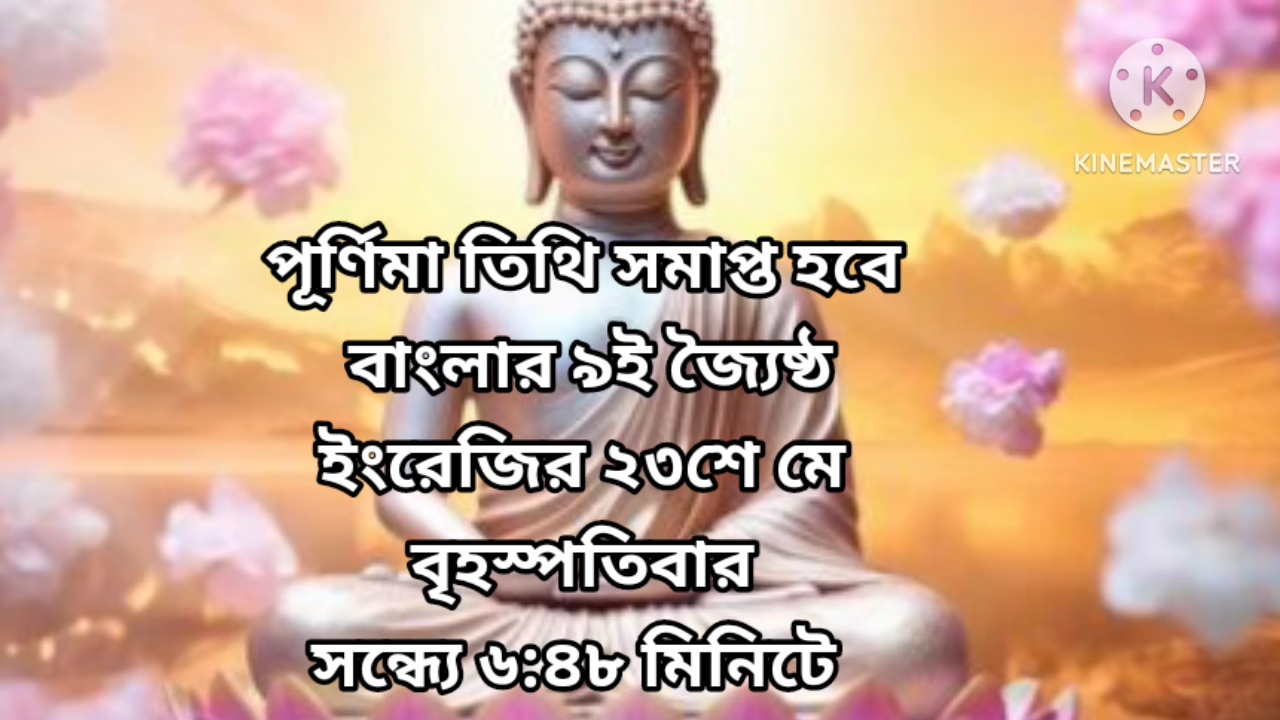 KINEMASTER
পূর্ণিমা তিথি সমাপ্ত হবে
বাংলার ৯ই জ্যৈষ্ঠ
ইংরেজির ২৩শে মে
বৃহস্পতিবার
সন্ধ্যে ৬:৪৮ মিনিটে